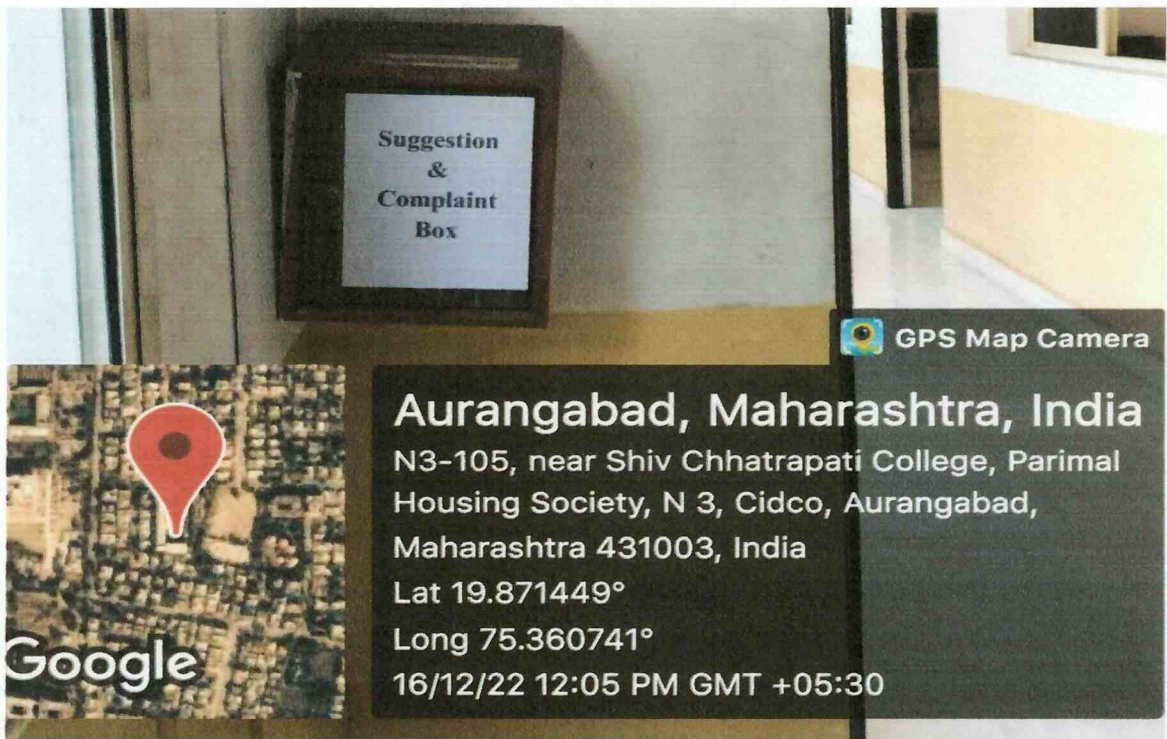 Suggestion
&
Complaint
Box
GPS Map Camera
Aurangabad, Maharashtra, India
N3-105, near Shiv Chhatrapati College, Parimal
Housing Society, N 3, Cidco, Aurangabad,
Maharashtra 431003, India
Lat 19.871449°
Long 75.360741°
16/12/22 12:05 PM GMT +05:30
Google